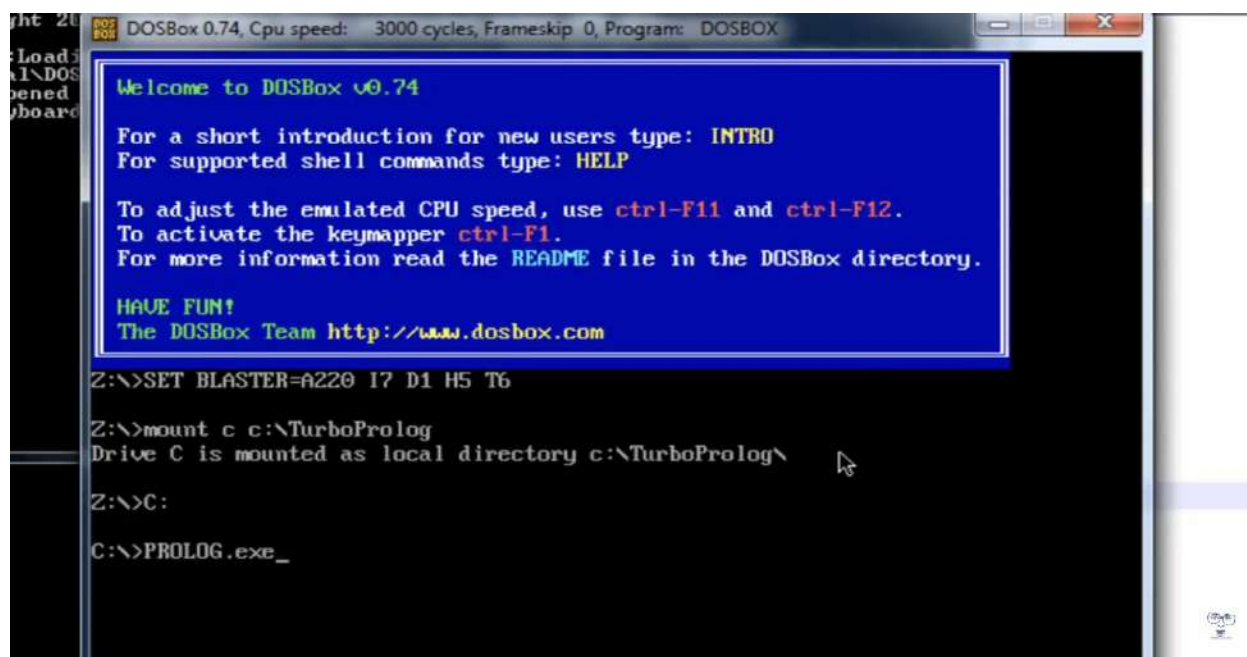 DOSBox 0.74, Cpu speed: 3000 cycles, Frameskip 0, Program: DOSBOX
Welcome to DOSBox v0.74
For a short introduction for new users type: INTRO
For supported shell commands type: HELP
To adjust the emulated CPU speed, use ctrl-F11 and ctrl-F12.
To activate the keymapper ctrl-F1.
For more information read the README file in the DOSBox directory.
HAVE FUN!
The DOSBox Team http://www.dosbox.com
Z:\>SET BLASTER=A220 I7 D1 H5 T6
Z:\>mount c c:\TurboProlog
Drive C is mounted as local directory c:\TurboProlog\
Z:\>C:
C:\>PROLOG.exe_